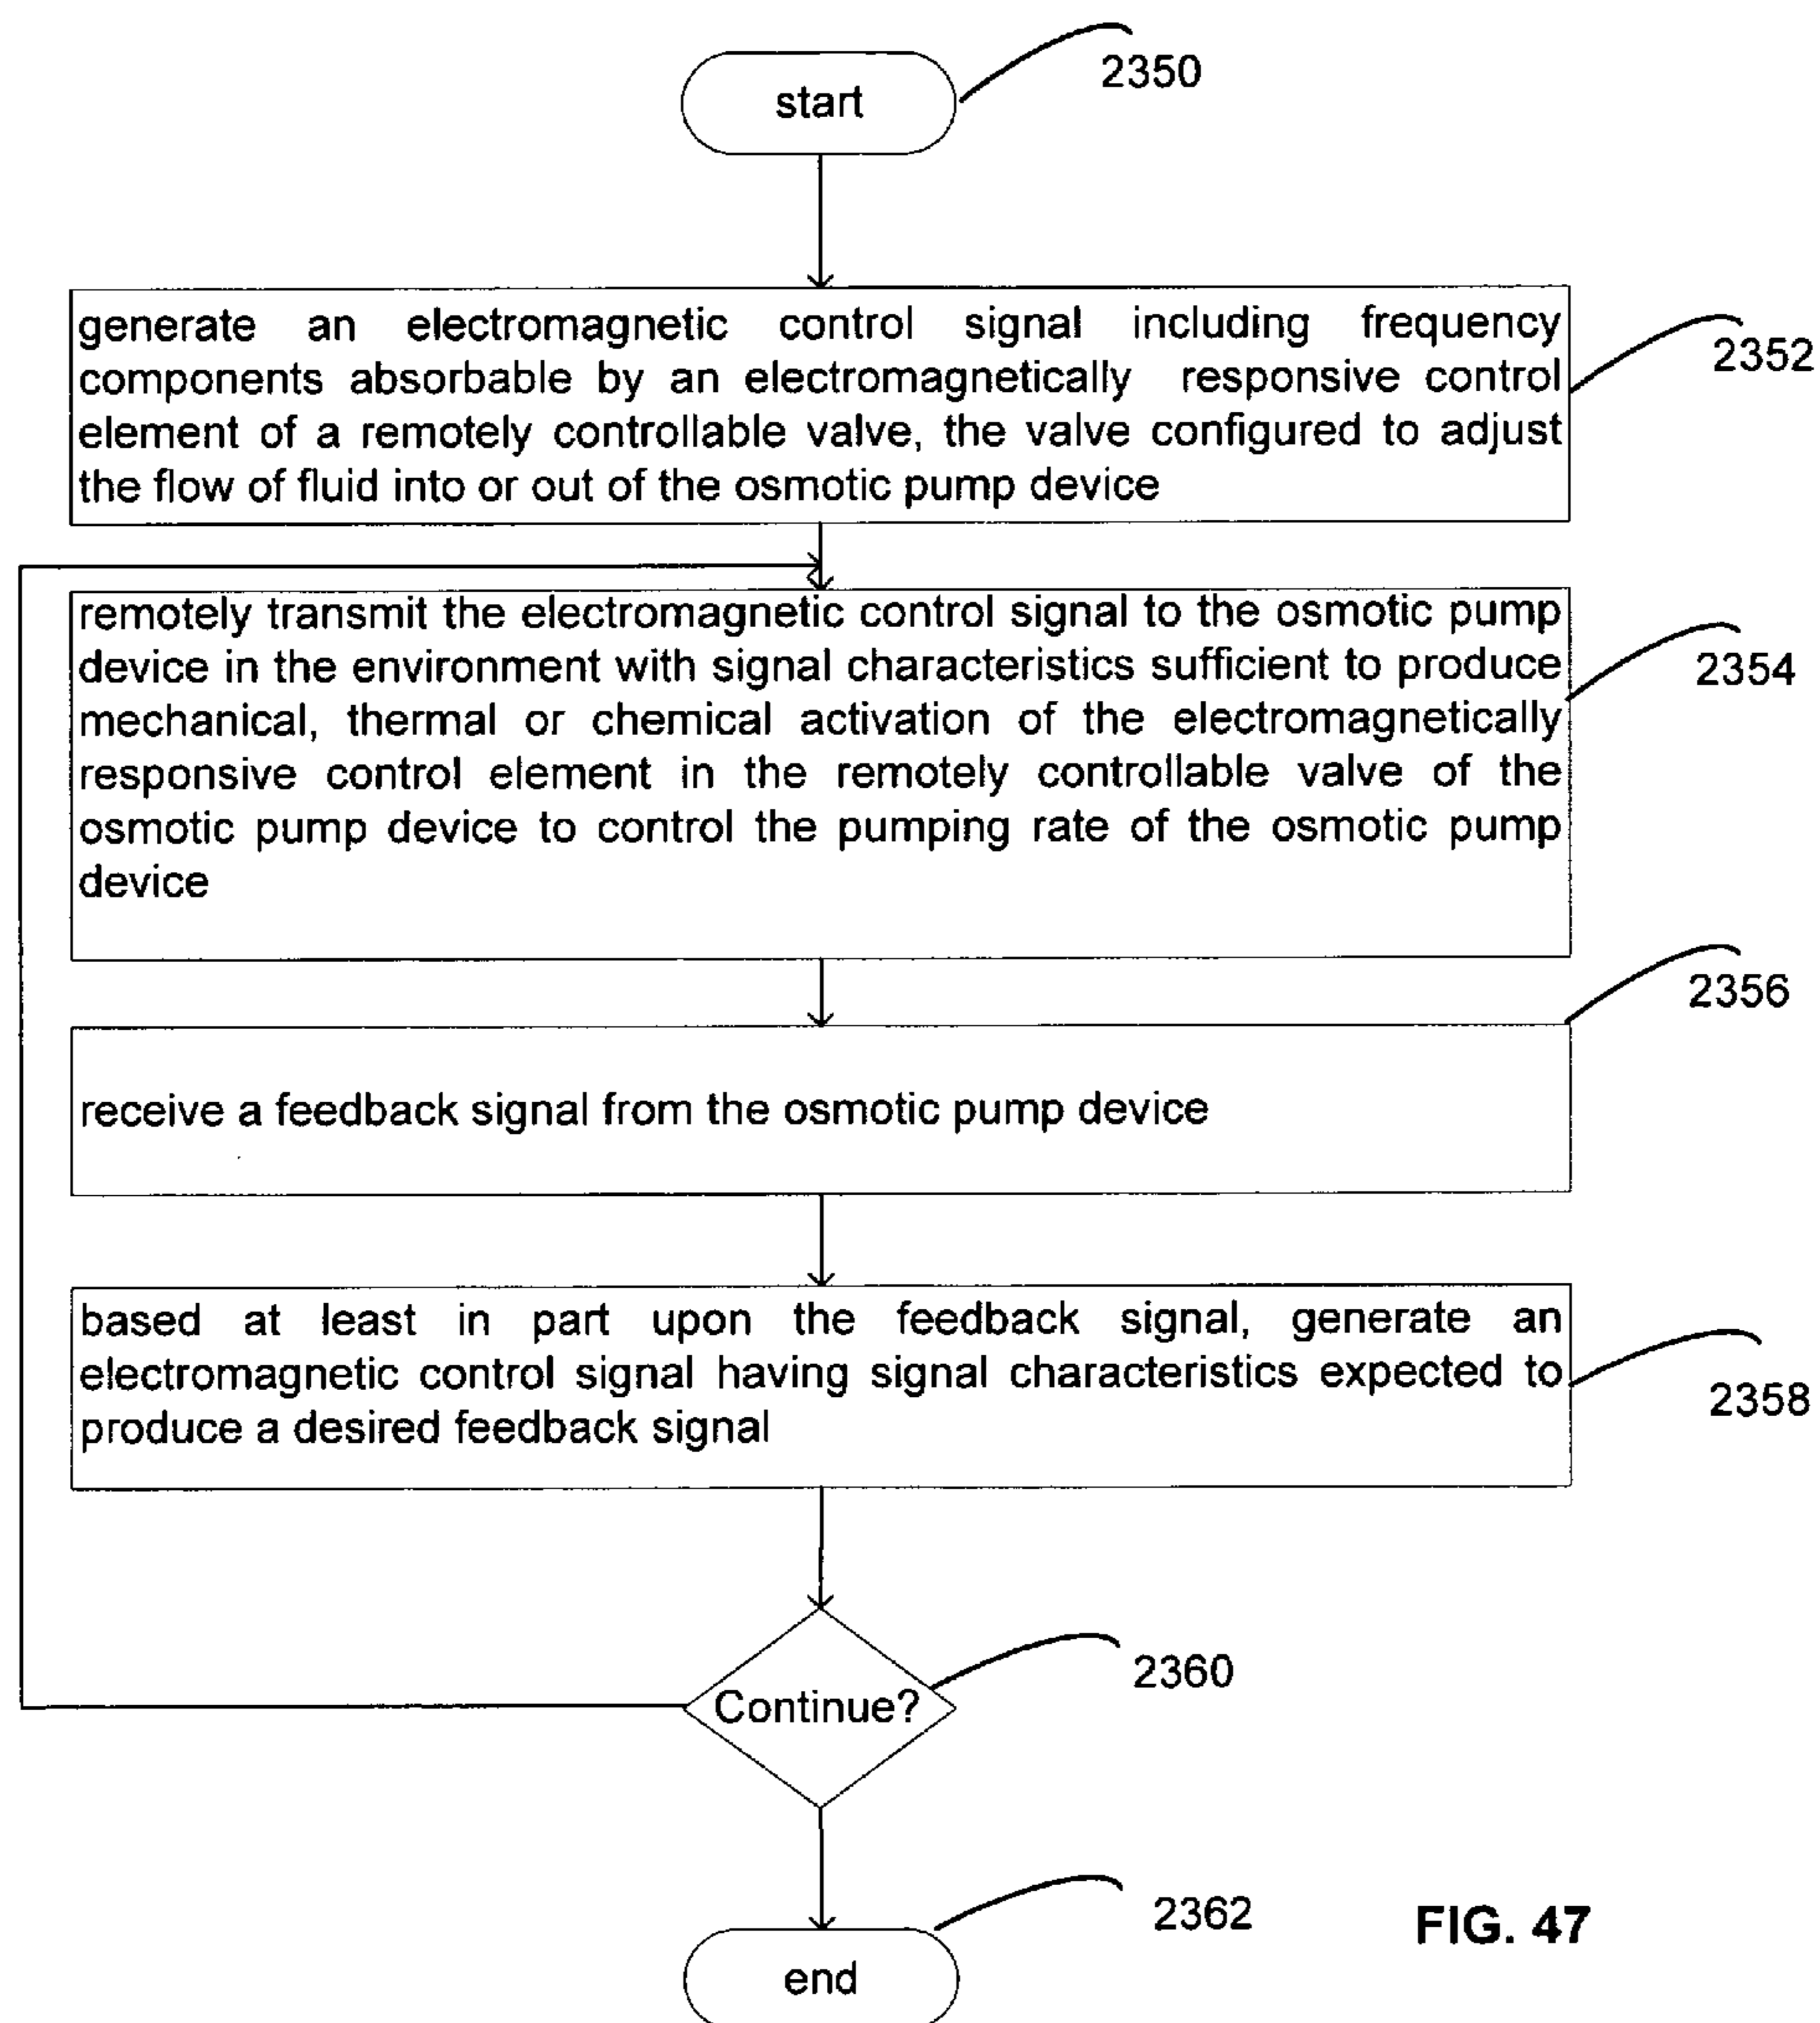 start
2350
generate an electromagnetic control signal including frequency
components absorbable by an electromagnetically responsive control
element of a remotely controllable valve, the valve configured to adjust
the flow of fluid into or out of the osmotic pump device
2352
remotely transmit the electromagnetic control signal to the osmotic pump
device in the environment with signal characteristics sufficient to produce
mechanical, thermal or chemical activation of the electromagnetically
responsive control element in the remotely controllable valve of the
osmotic pump device to control the pumping rate of the osmotic pump
device
2354
receive a feedback signal from the osmotic pump device
2356
based at least in part upon the feedback signal, generate an
electromagnetic control signal having signal characteristics expected to
produce a desired feedback signal
2358
Continue?
2360
end
2362
FIG. 47